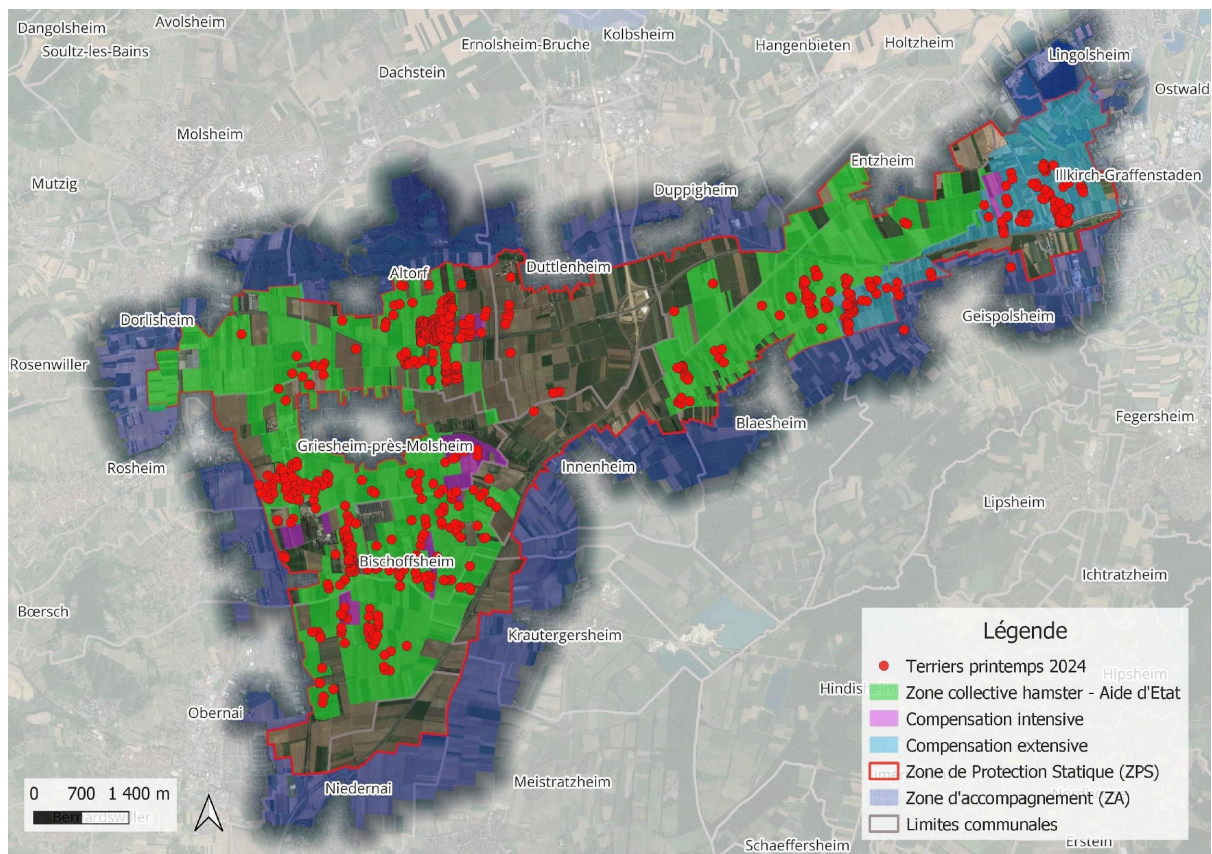 Dangolsheim
Avolsheim
Soultz-les-Bains
Ernolsheim-Bruche
Kolbsheim
Hangenbieten
Holtzheim
Lingolsheim
Dachstein
Ostwald
Molsheim
Entzheim
Illkirch-Graffenstaden
Mutzig
Duppigheim
Altorf
Duttlenheim
Dorlisheim
Geispolsheim
Rosenwiller
Fegersheim
Blaesheim
Griesheim-près-Molsheim
Rosheim
Innenheim
Lipsheim
Bischoffsheim
Ichtratzheim
Bœrsch
Krautergersheim
Hipsheim
Obernai
Niedernai
Meistratzheim
Schaeffersheim
Erstein
Légende
Terriers printemps 2024
Zone collective hamster - Aide d'Etat
Compensation intensive
Compensation extensive
Zone de Protection Statique (ZPS)
Zone d'accompagnement (ZA)
Limites communales
0 700 1 400 m
Bernardswiller